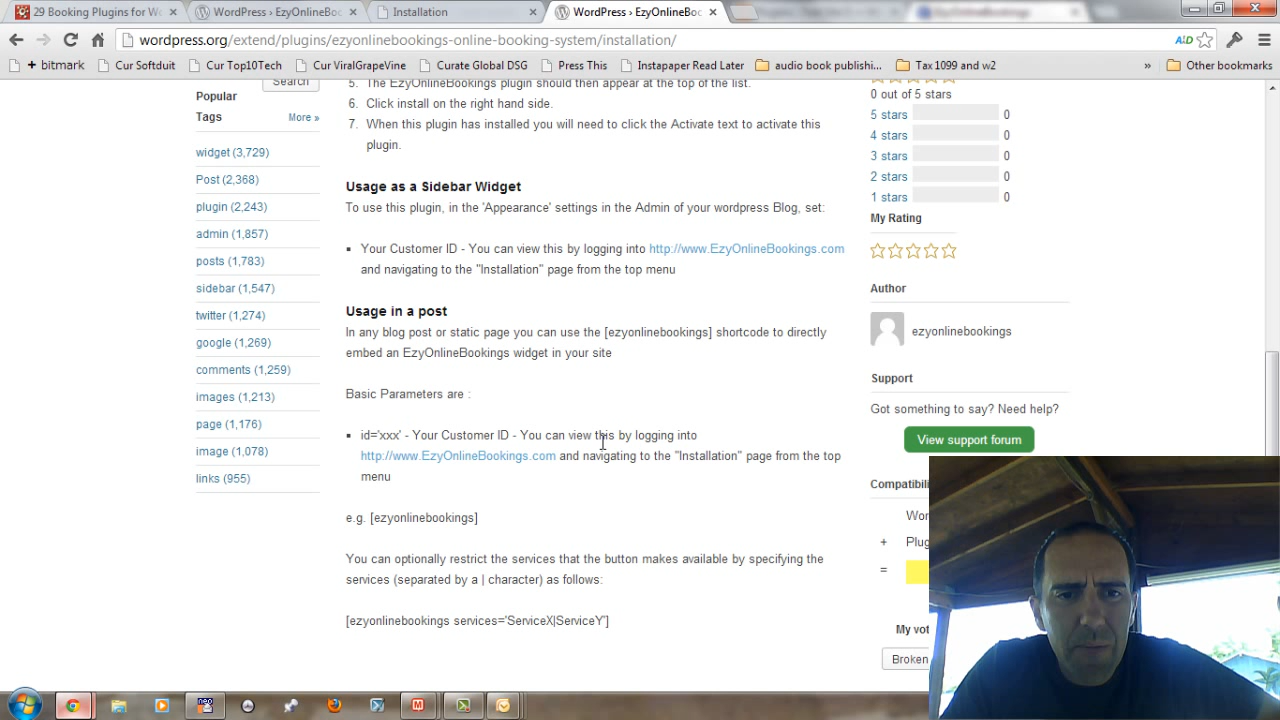 29 Booking Plugins for Wo
WordPress › EzyOnlineBo
Installation
WordPress › EzyOnlineBoo
wordpress.org/extend/plugins/ezyonlinebookings-online-booking-system/installation/
+ bitmark
Cur Softduit
Cur Top10Tech
Cur ViralGrapeVine
Curate Global DSG
Press This
Instapaper Read Later
audio book publishi...
Tax 1099 and w2
»
Other bookmarks
Search
Popular
Tags
More »
widget (3,729)
Post (2,368)
plugin (2,243)
admin (1,857)
posts (1,783)
sidebar (1,547)
twitter (1,274)
google (1,269)
comments (1,259)
images (1,213)
page (1,176)
image (1,078)
links (955)
5. The EzyOnlineBookings plugin should then appear at the top of the list.
6. Click install on the right hand side.
7. When this plugin has installed you will need to click the Activate text to activate this
plugin.
Usage as a Sidebar Widget
To use this plugin, in the 'Appearance' settings in the Admin of your wordpress Blog, set:
▪ Your Customer ID - You can view this by logging into http://www.EzyOnlineBookings.com
and navigating to the "Installation" page from the top menu
Usage in a post
In any blog post or static page you can use the [ezyonlinebookings] shortcode to directly
embed an EzyOnlineBookings widget in your site
Basic Parameters are :
▪ id='xxx' - Your Customer ID - You can view this by logging into
http://www.EzyOnlineBookings.com and navigating to the "Installation" page from the top
menu
e.g. [ezyonlinebookings]
You can optionally restrict the services that the button makes available by specifying the
services (separated by a | character) as follows:
[ezyonlinebookings services='ServiceX|ServiceY']
0 out of 5 stars
5 stars 0
4 stars 0
3 stars 0
2 stars 0
1 stars 0
My Rating
Author
ezyonlinebookings
Support
Got something to say? Need help?
View support forum
Compatibi
Wor
+ Plug
=
My vot
Broken